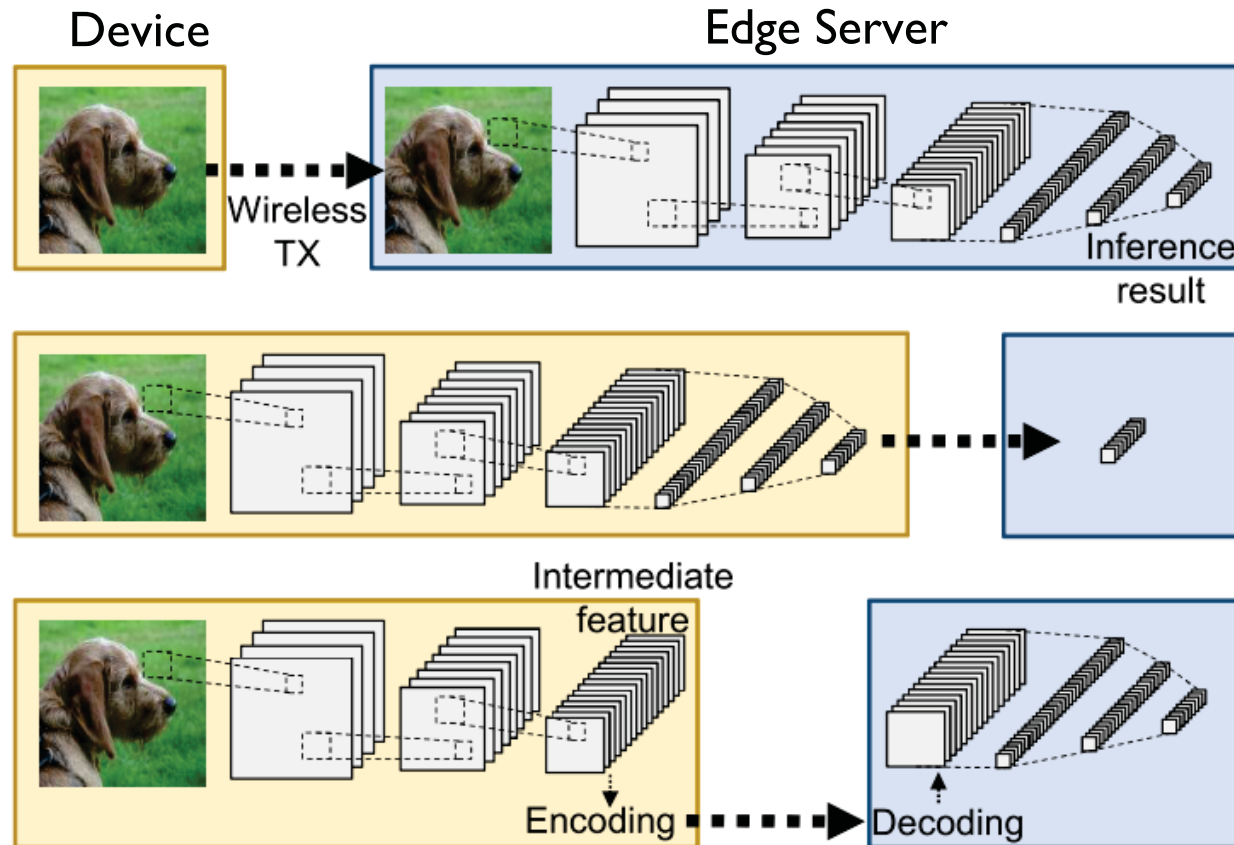 Device
Edge Server
Wireless
TX
Inference
result
Intermediate
feature
Encoding
Decoding